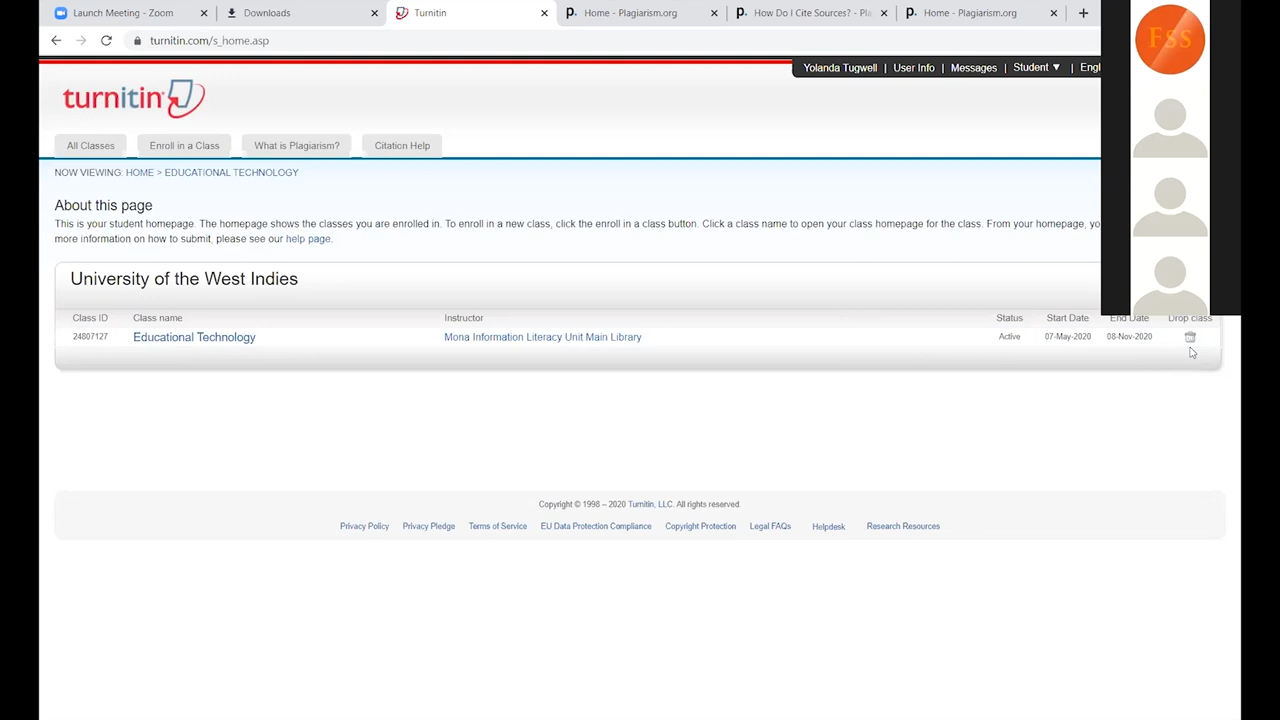 Launch Meeting - Zoom
Downloads
Turnitin
Home - Plagiarism.org
How Do I Cite Sources? - Pla
Home - Plagiarism.org
turnitin.com/s_home.asp
Fss
Yolanda Tugwell | User Info | Messages | Student ▼ | Engl
turnitin
All Classes
Enroll in a Class
What is Plagiarism?
Citation Help
NOW VIEWING: HOME > EDUCATIONAL TECHNOLOGY
About this page
This is your student homepage. The homepage shows the classes you are enrolled in. To enroll in a new class, click the enroll in a class button. Click a class name to open your class homepage for the class. From your homepage, yo
more information on how to submit, please see our help page.
University of the West Indies
Class ID Class name Instructor Status Start Date End Date Drop class
24807127 Educational Technology Mona Information Literacy Unit Main Library Active 07-May-2020 08-Nov-2020
Copyright © 1998 – 2020 Turnitin, LLC. All rights reserved.
Privacy Policy Privacy Pledge Terms of Service EU Data Protection Compliance Copyright Protection Legal FAQs Helpdesk Research Resources